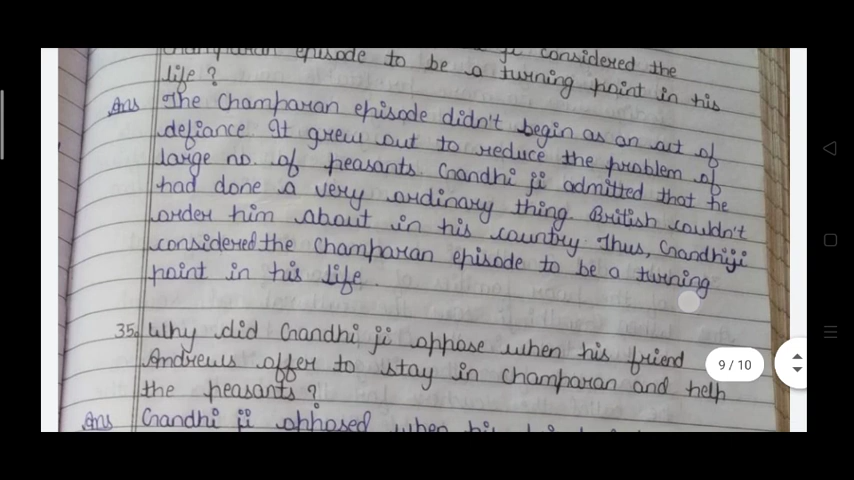 Champaran episode to be a turning point in his
ji considered the
life ?
Ans The Champaran episode didn't begin as an act of
defiance. It grew out to reduce the problem of
large no. of peasants. Gandhi ji admitted that he
had done a very ordinary thing. British couldn't
order him about in his country. Thus, Gandhiji
considered the Champaran episode to be a turning
point in his life.
35. Why did Gandhi ji oppose when his friend
Andrews offer to stay in Champaran and help
the peasants ?
Ans Gandhi ji opposed when his
9 / 10